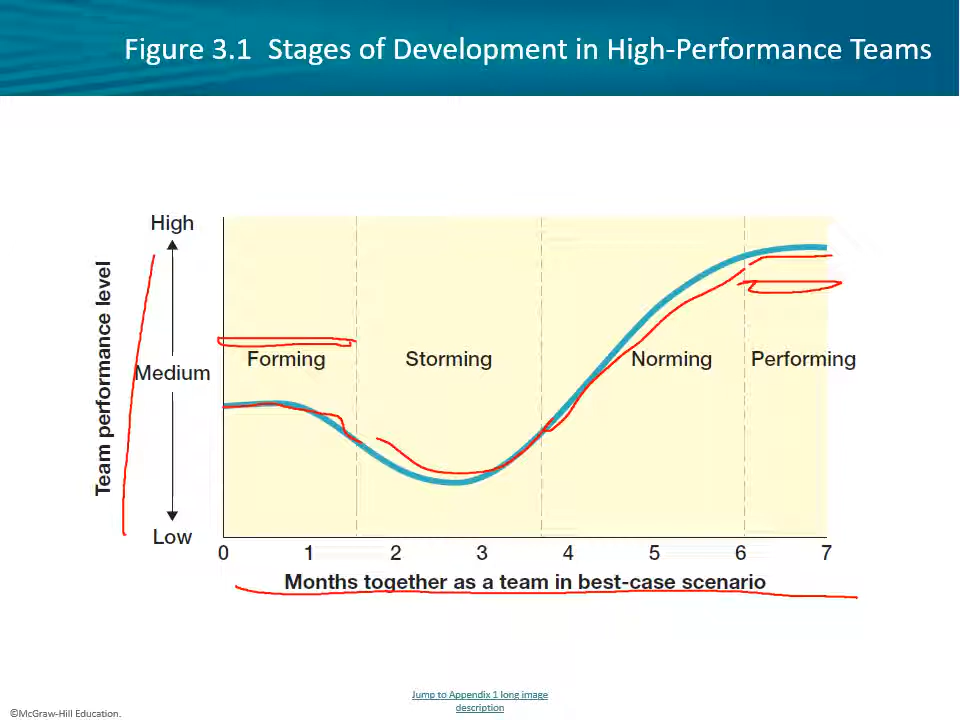 Figure 3.1 Stages of Development in High-Performance Teams
High
Team performance level
Medium
Low
Forming
Storming
Norming
Performing
0 1 2 3 4 5 6 7
Months together as a team in best-case scenario
Jump to Appendix 1 long image
description
©McGraw-Hill Education.